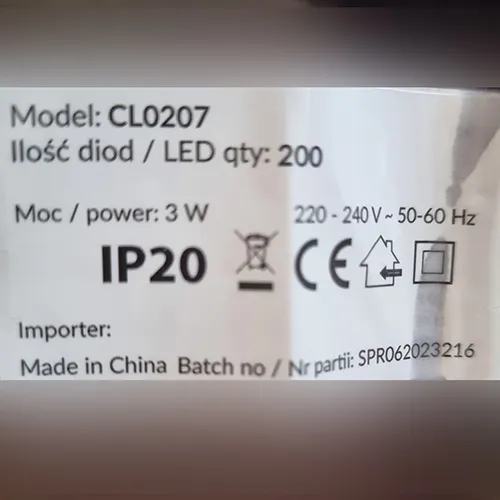 Model: CL0207
Ilość diod / LED qty: 200
Moc / power: 3 W 220 - 240 V ~ 50-60 Hz
IP20 CE
Importer:
Made in China Batch no / Nr partii: SPR062023216